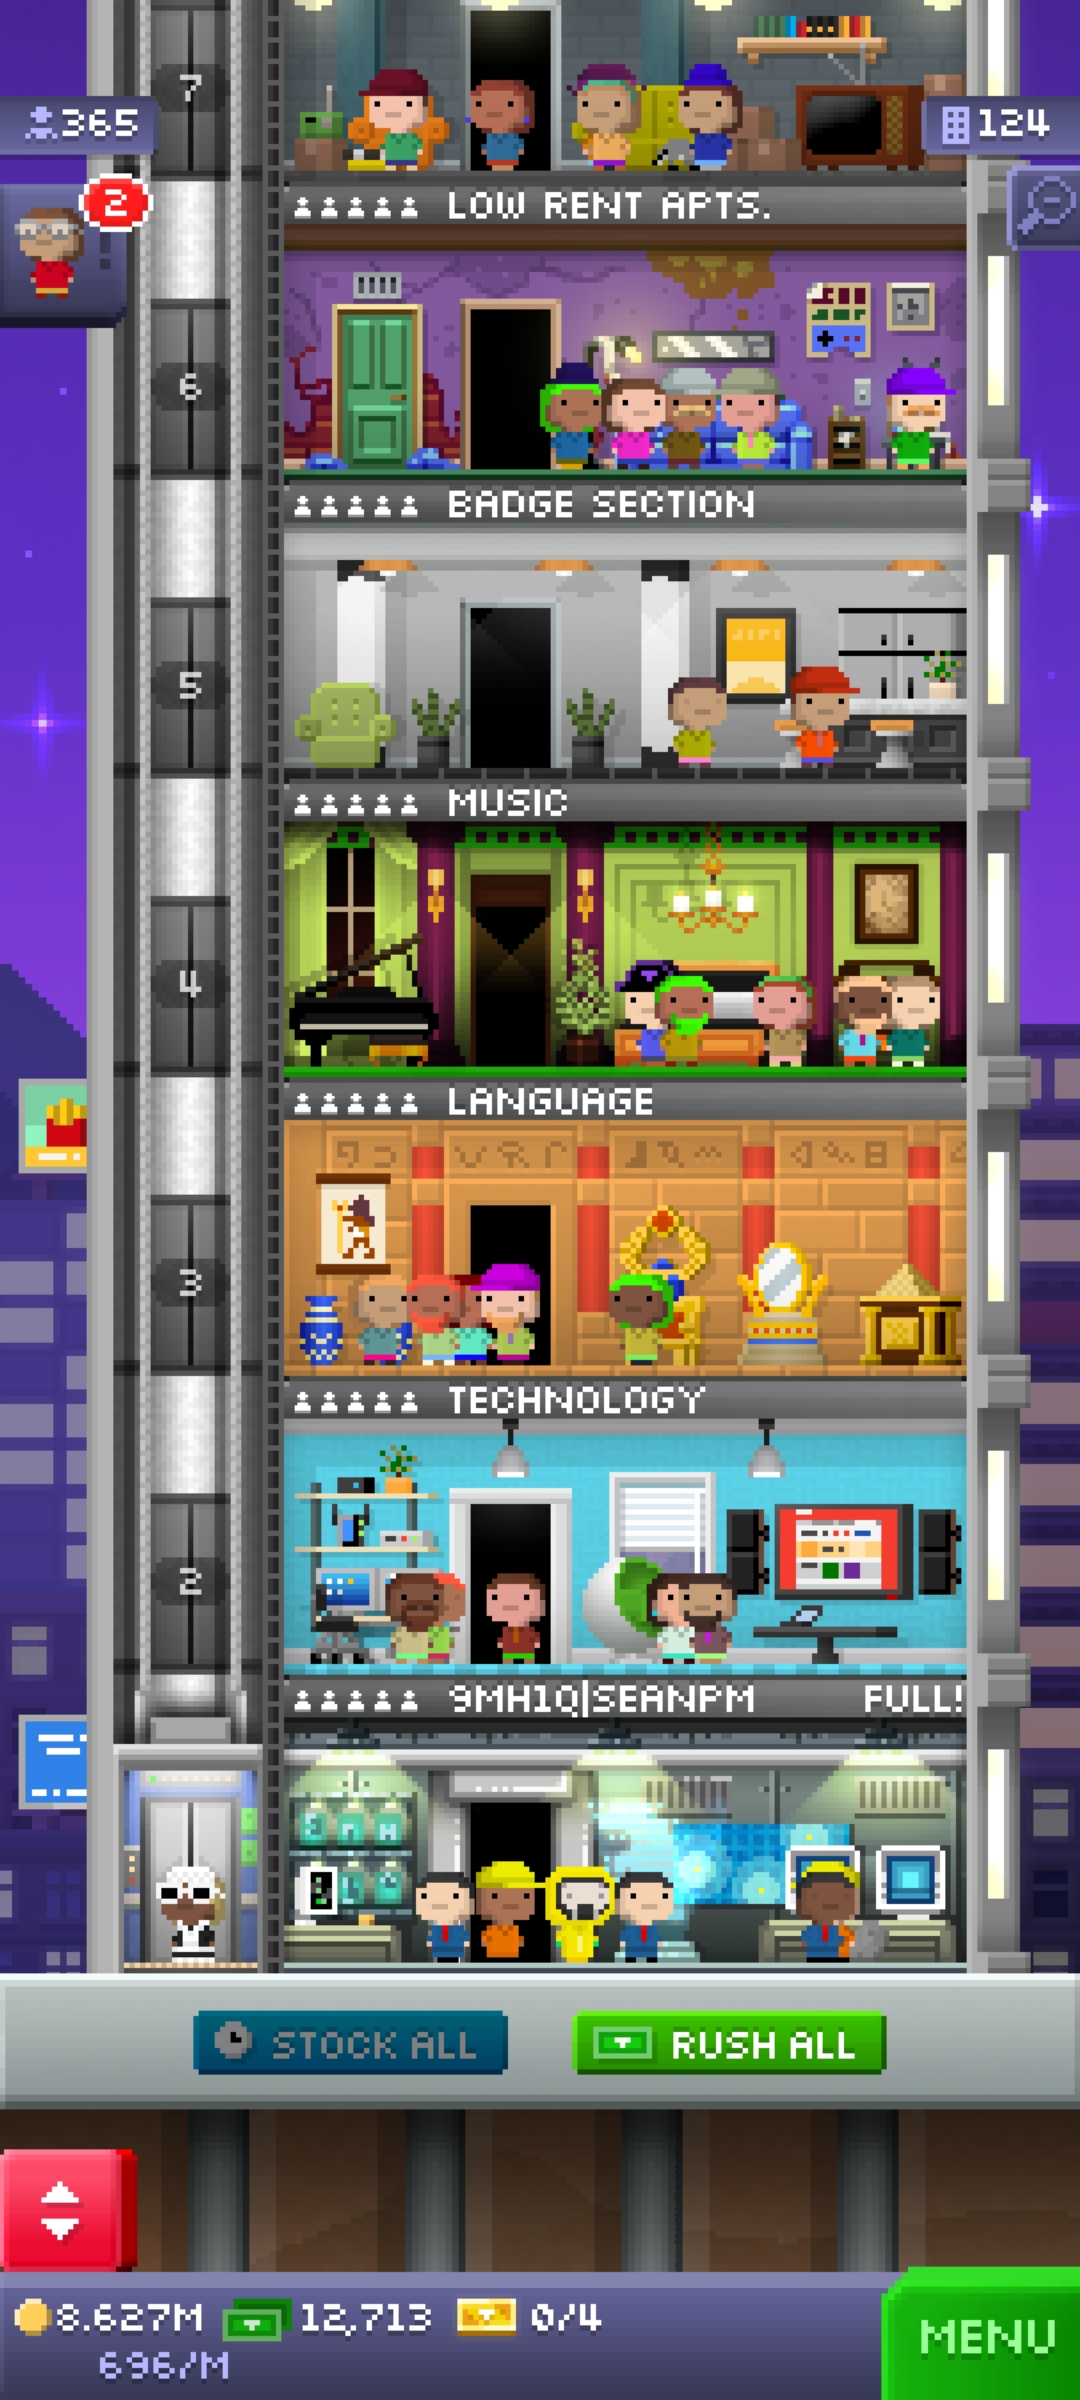 7
365
124
2
LOW RENT APTS.
6
BADGE SECTION
5
MUSIC
4
LANGUAGE
3
TECHNOLOGY
2
9MH1Q|SEANPM FULL!
STOCK ALL
RUSH ALL
8.627M 12,713 0/4
696/M
MENU